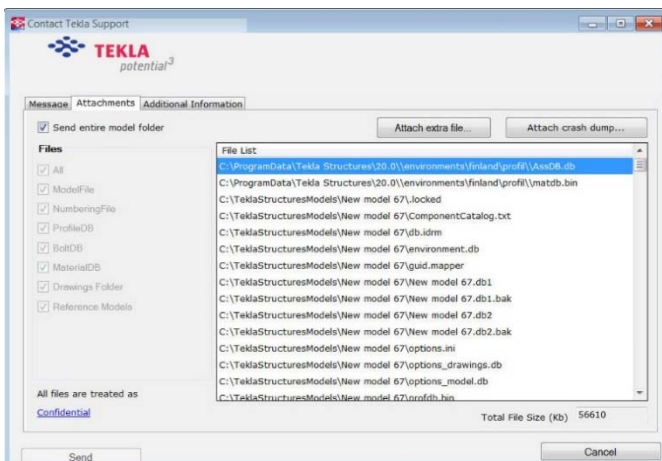 Contact Tekla Support
TEKLA
potential3
Message Attachments Additional Information
Send entire model folder
Attach extra file...
Attach crash dump...
Files
All
ModelFile
NumberingFile
ProfileDB
BoltDB
MaterialDB
Drawings Folder
Reference Models
File List
C:\ProgramData\Tekla Structures\20.0\\environments\finland\profil\\AssDB.db
C:\ProgramData\Tekla Structures\20.0\\environments\finland\profil\\matdb.bin
C:\TeklaStructuresModels\New model 67\.locked
C:\TeklaStructuresModels\New model 67\ComponentCatalog.txt
C:\TeklaStructuresModels\New model 67\db.idrm
C:\TeklaStructuresModels\New model 67\environment.db
C:\TeklaStructuresModels\New model 67\guid.mapper
C:\TeklaStructuresModels\New model 67\New model 67.db1
C:\TeklaStructuresModels\New model 67\New model 67.db1.bak
C:\TeklaStructuresModels\New model 67\New model 67.db2
C:\TeklaStructuresModels\New model 67\New model 67.db2.bak
C:\TeklaStructuresModels\New model 67\options.ini
C:\TeklaStructuresModels\New model 67\options_drawings.db
C:\TeklaStructuresModels\New model 67\options_model.db
C:\TeklaStructuresModels\New model 67\profdb.bin
All files are treated as
Confidential
Total File Size (Kb) 56610
Send
Cancel